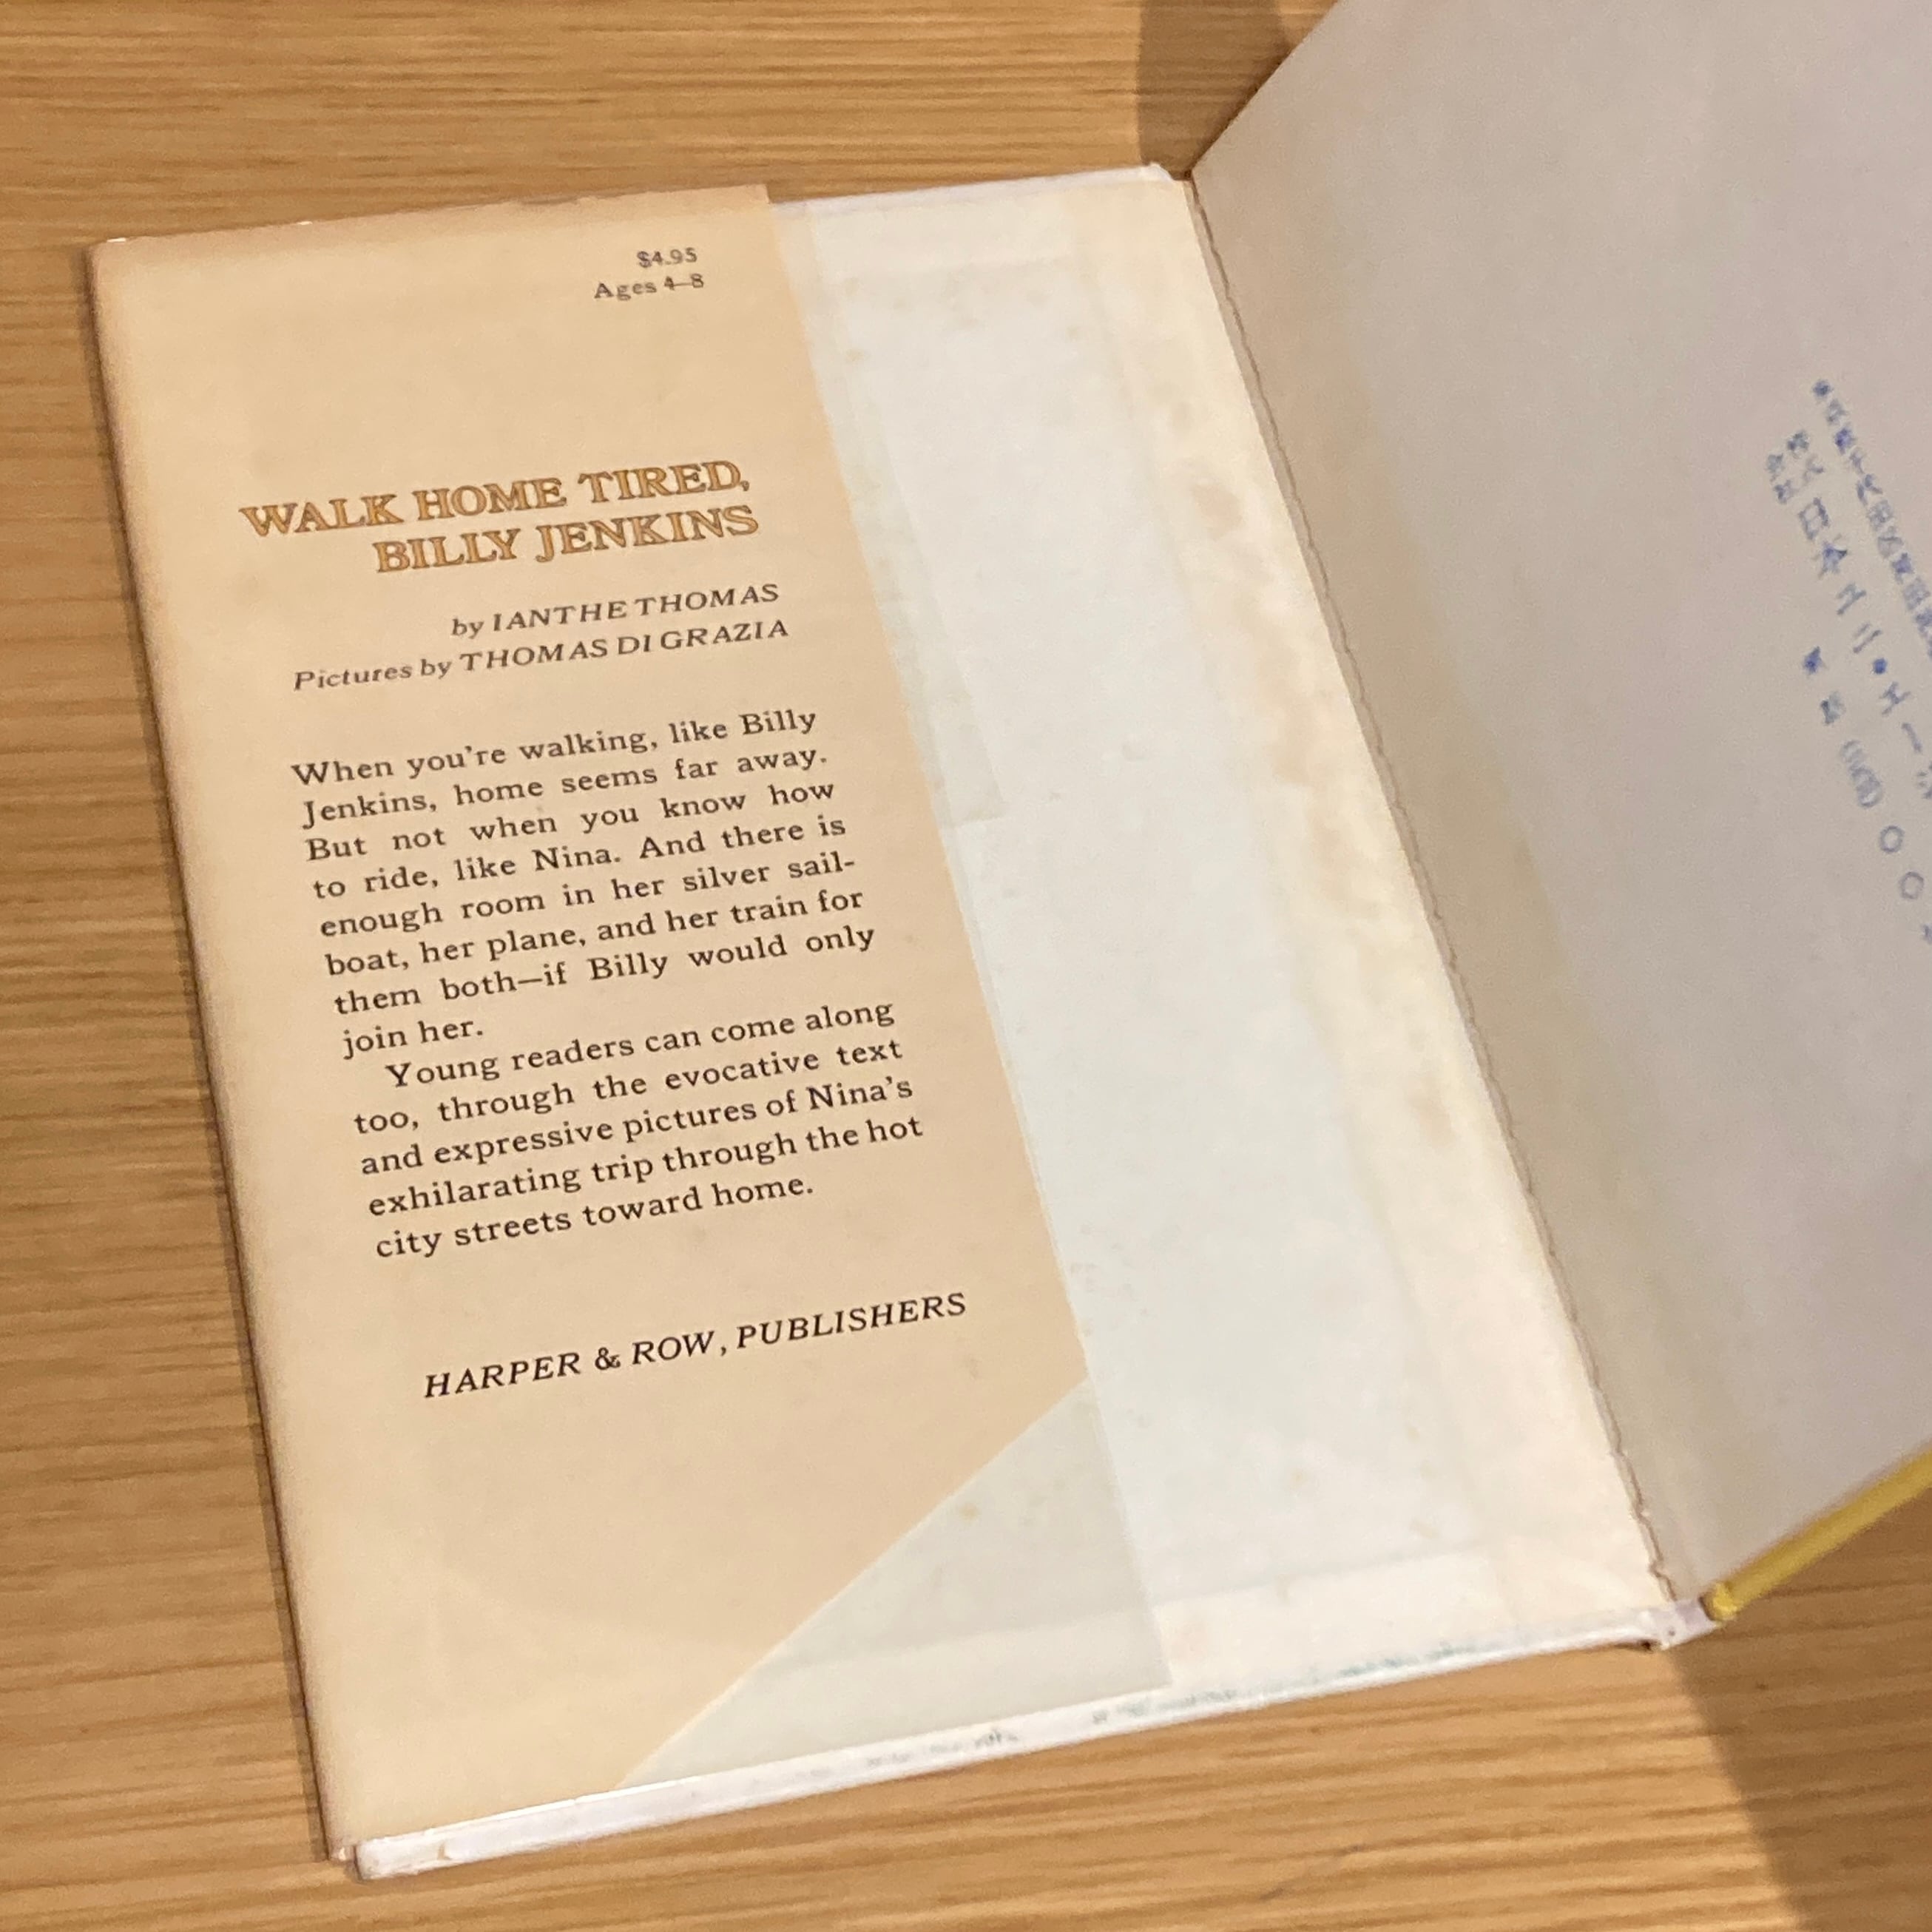 $4.95
Ages 4–8
WALK HOME TIRED,
BILLY JENKINS
by IANTHE THOMAS
Pictures by THOMAS DI GRAZIA
When you're walking, like Billy
Jenkins, home seems far away.
But not when you know how
to ride, like Nina. And there is
enough room in her silver sail-
boat, her plane, and her train for
them both—if Billy would only
join her.
Young readers can come along
too, through the evocative text
and expressive pictures of Nina's
exhilarating trip through the hot
city streets toward home.
HARPER & ROW, PUBLISHERS